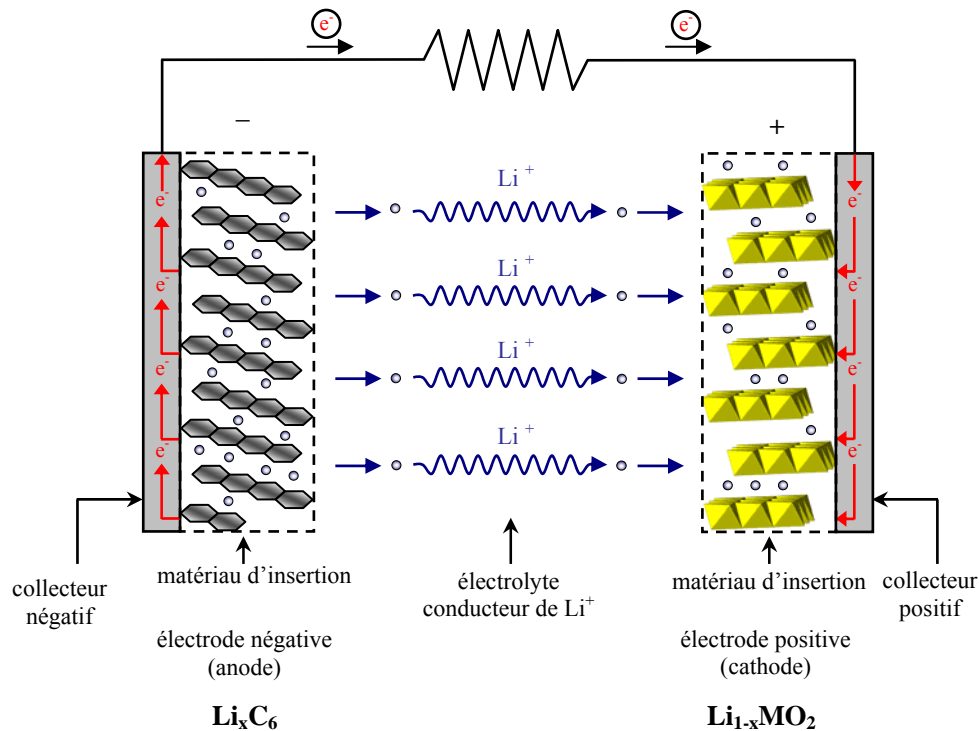 e- e-
− +
e- Li + e-
e- Li + e-
e- Li + e-
e- Li + e-
matériau d'insertion électrolyte matériau d'insertion
collecteur négatif conducteur de Li+ collecteur positif
électrode négative électrode positive
(anode) (cathode)
LixC6 Li1-xMO2